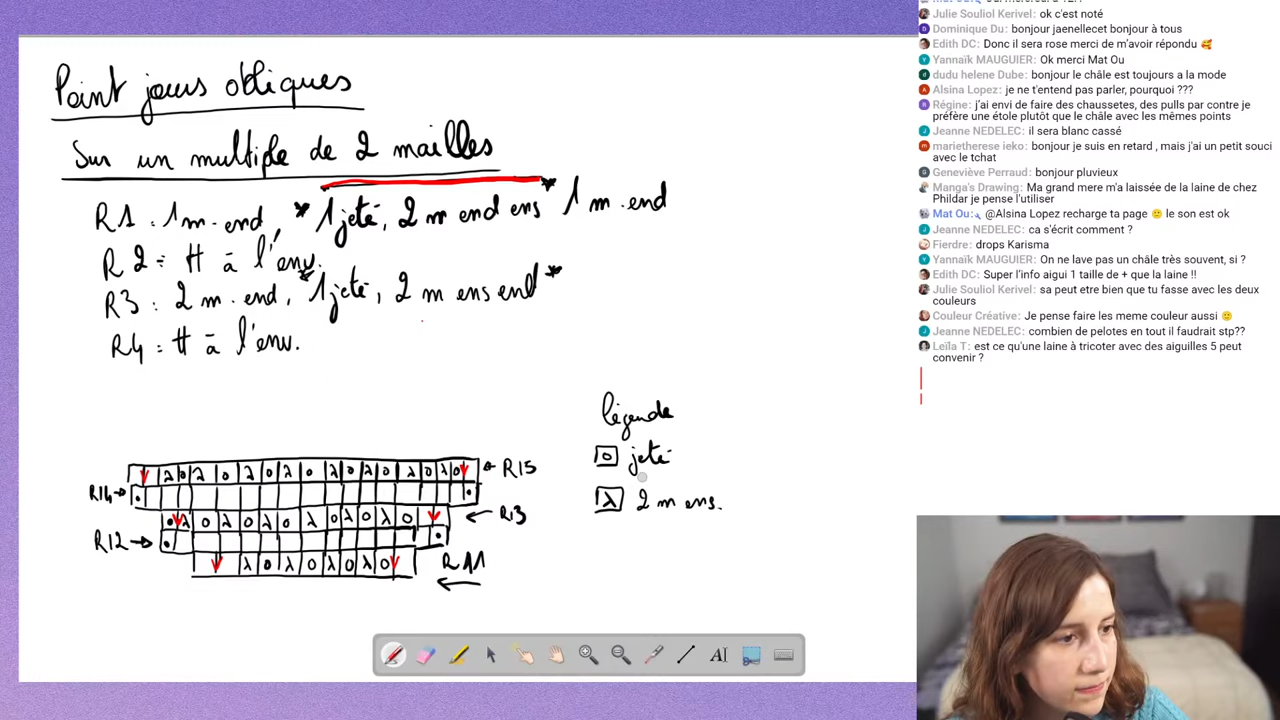 Point jours obliques
Sur un multiple de 2 mailles
R1 : 1 m. end, * 1 jeté, 2 m end ens * 1 m. end
R2 = tt à l'env.
R3 : 2 m. end, * 1 jeté, 2 m ens end *
R4 = tt à l'env.
légende
o jeté
λ 2 m ens.
λ o λ o λ o λ o λ o λ o λ o λ o ← R15
R14 →
λ o λ o λ o λ o λ o λ o ← R13
R12 →
λ o λ o λ o λ o R11 ←
Julie Souliol Kerivel: ok c'est noté
Dominique Du: bonjour jaenellecet bonjour à tous
Edith DC: Donc il sera rose merci de m'avoir répondu 🥰
Yannaïk MAUGUIER: Ok merci Mat Ou
dudu helene Dube: bonjour le châle est toujours a la mode
Alsina Lopez: je ne t'entend pas parler, pourquoi ???
Régine: j'ai envi de faire des chaussetes, des pulls par contre je
préfère une étole plutôt que le châle avec les mêmes points
Jeanne NEDELEC: il sera blanc cassé
marietherese ieko: bonjour je suis en retard , mais j'ai un petit souci
avec le tchat
Geneviève Perraud: bonjour pluvieux
Manga's Drawing: Ma grand mere m'a laissée de la laine de chez
Phildar je pense l'utiliser
Mat Ou: @Alsina Lopez recharge ta page 🙂 le son est ok
Jeanne NEDELEC: ca s'écrit comment ?
Fierdre: drops Karisma
Yannaïk MAUGUIER: On ne lave pas un châle très souvent, si ?
Edith DC: Super l'info aigui 1 taille de + que la laine !!
Julie Souliol Kerivel: sa peut etre bien que tu fasse avec les deux
couleurs
Couleur Créative: Je pense faire les meme couleur aussi 🙂
Jeanne NEDELEC: combien de pelotes en tout il faudrait stp??
Leïla T: est ce qu'une laine à tricoter avec des aiguilles 5 peut
convenir ?
AI